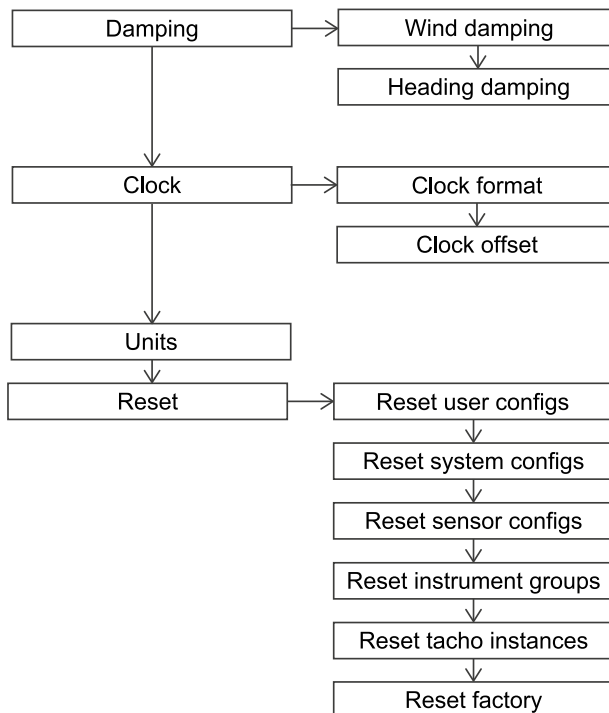 Damping
Wind damping
Heading damping
Clock
Clock format
Clock offset
Units
Reset
Reset user configs
Reset system configs
Reset sensor configs
Reset instrument groups
Reset tacho instances
Reset factory